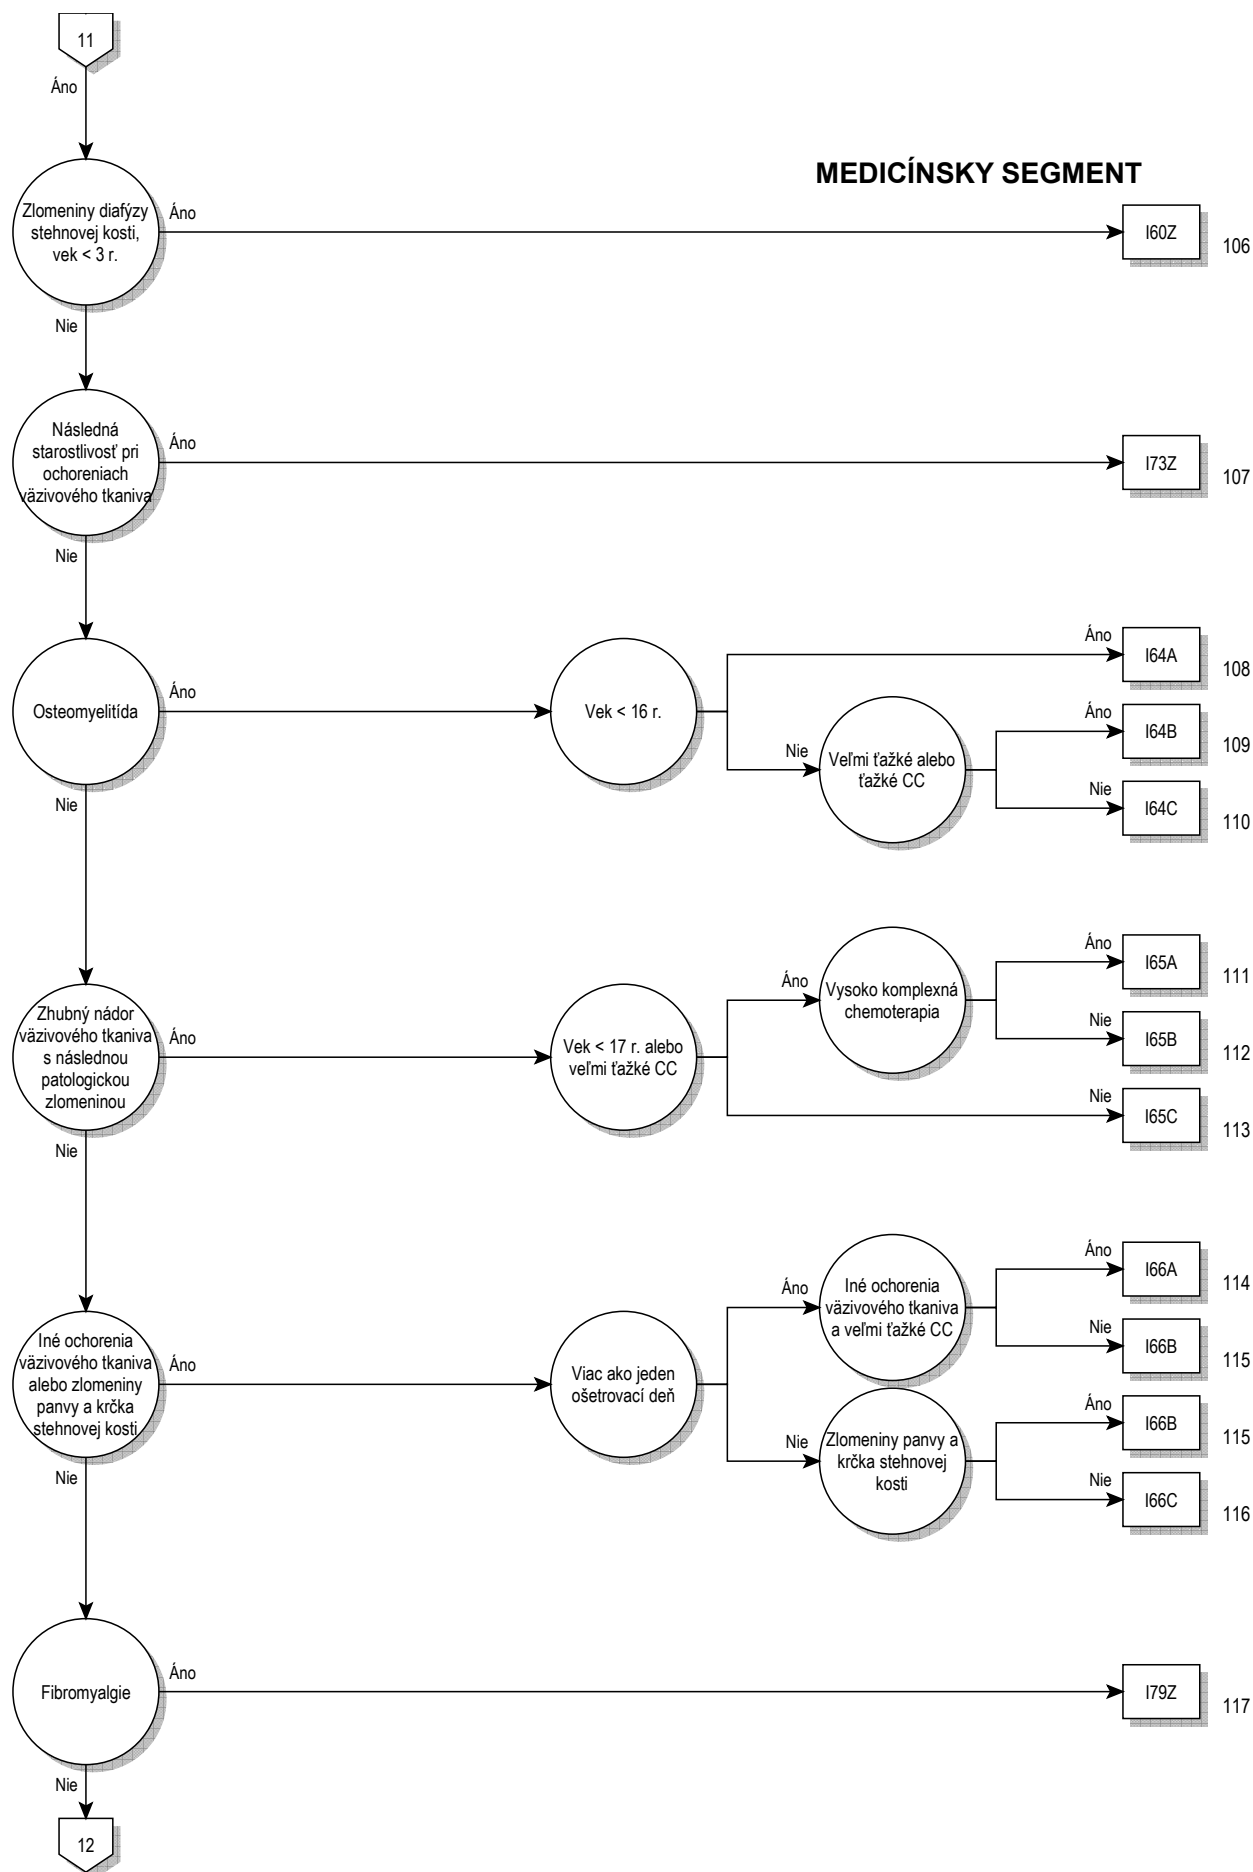 11
Áno
MEDICÍNSKY SEGMENT
Zlomeniny diafýzy
stehnovej kosti,
vek < 3 r.
Áno
I60Z
106
Nie
Následná
starostlivosť pri
ochoreniach
väzivového tkaniva
Áno
I73Z
107
Nie
Osteomyelitída
Áno
Vek < 16 r.
Áno
I64A
108
Nie
Veľmi ťažké alebo
ťažké CC
Áno
I64B
109
Nie
I64C
110
Nie
Zhubný nádor
väzivového tkaniva
s následnou
patologickou
zlomeninou
Áno
Vek < 17 r. alebo
veľmi ťažké CC
Áno
Vysoko komplexná
chemoterapia
Áno
I65A
111
Nie
I65B
112
Nie
I65C
113
Nie
Iné ochorenia
väzivového tkaniva
alebo zlomeniny
panvy a krčka
stehnovej kosti
Áno
Viac ako jeden
ošetrovací deň
Áno
Iné ochorenia
väzivového tkaniva
a veľmi ťažké CC
Áno
I66A
114
Nie
I66B
115
Nie
Zlomeniny panvy a
krčka stehnovej
kosti
Áno
I66B
115
Nie
I66C
116
Nie
Fibromyalgie
Áno
I79Z
117
Nie
12